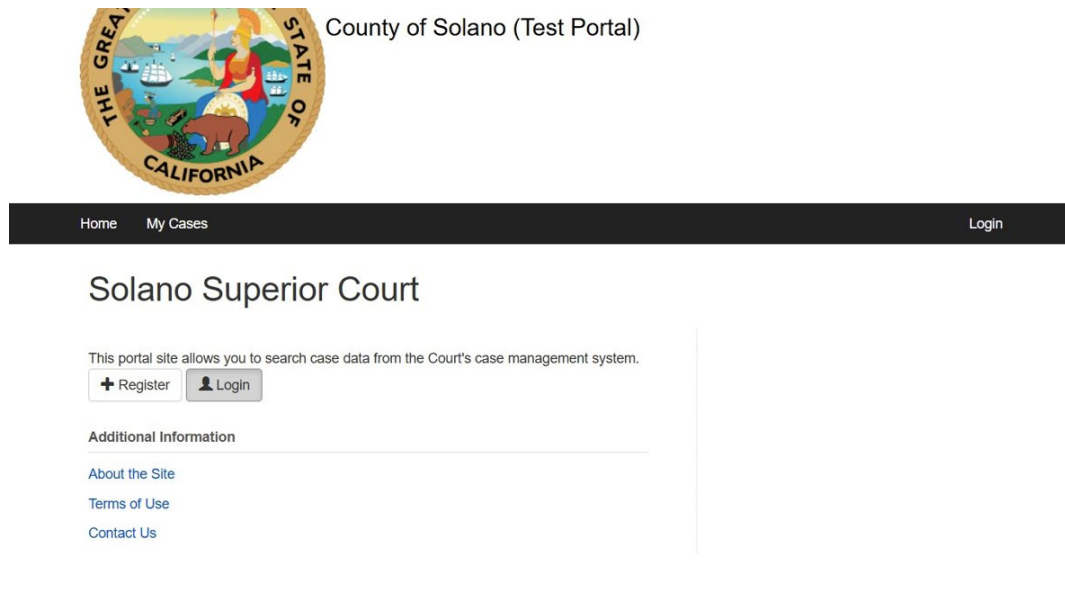 County of Solano (Test Portal)
THE GREAT STATE OF CALIFORNIA
Home My Cases Login
Solano Superior Court
This portal site allows you to search case data from the Court's case management system.
Register Login
Additional Information
About the Site
Terms of Use
Contact Us